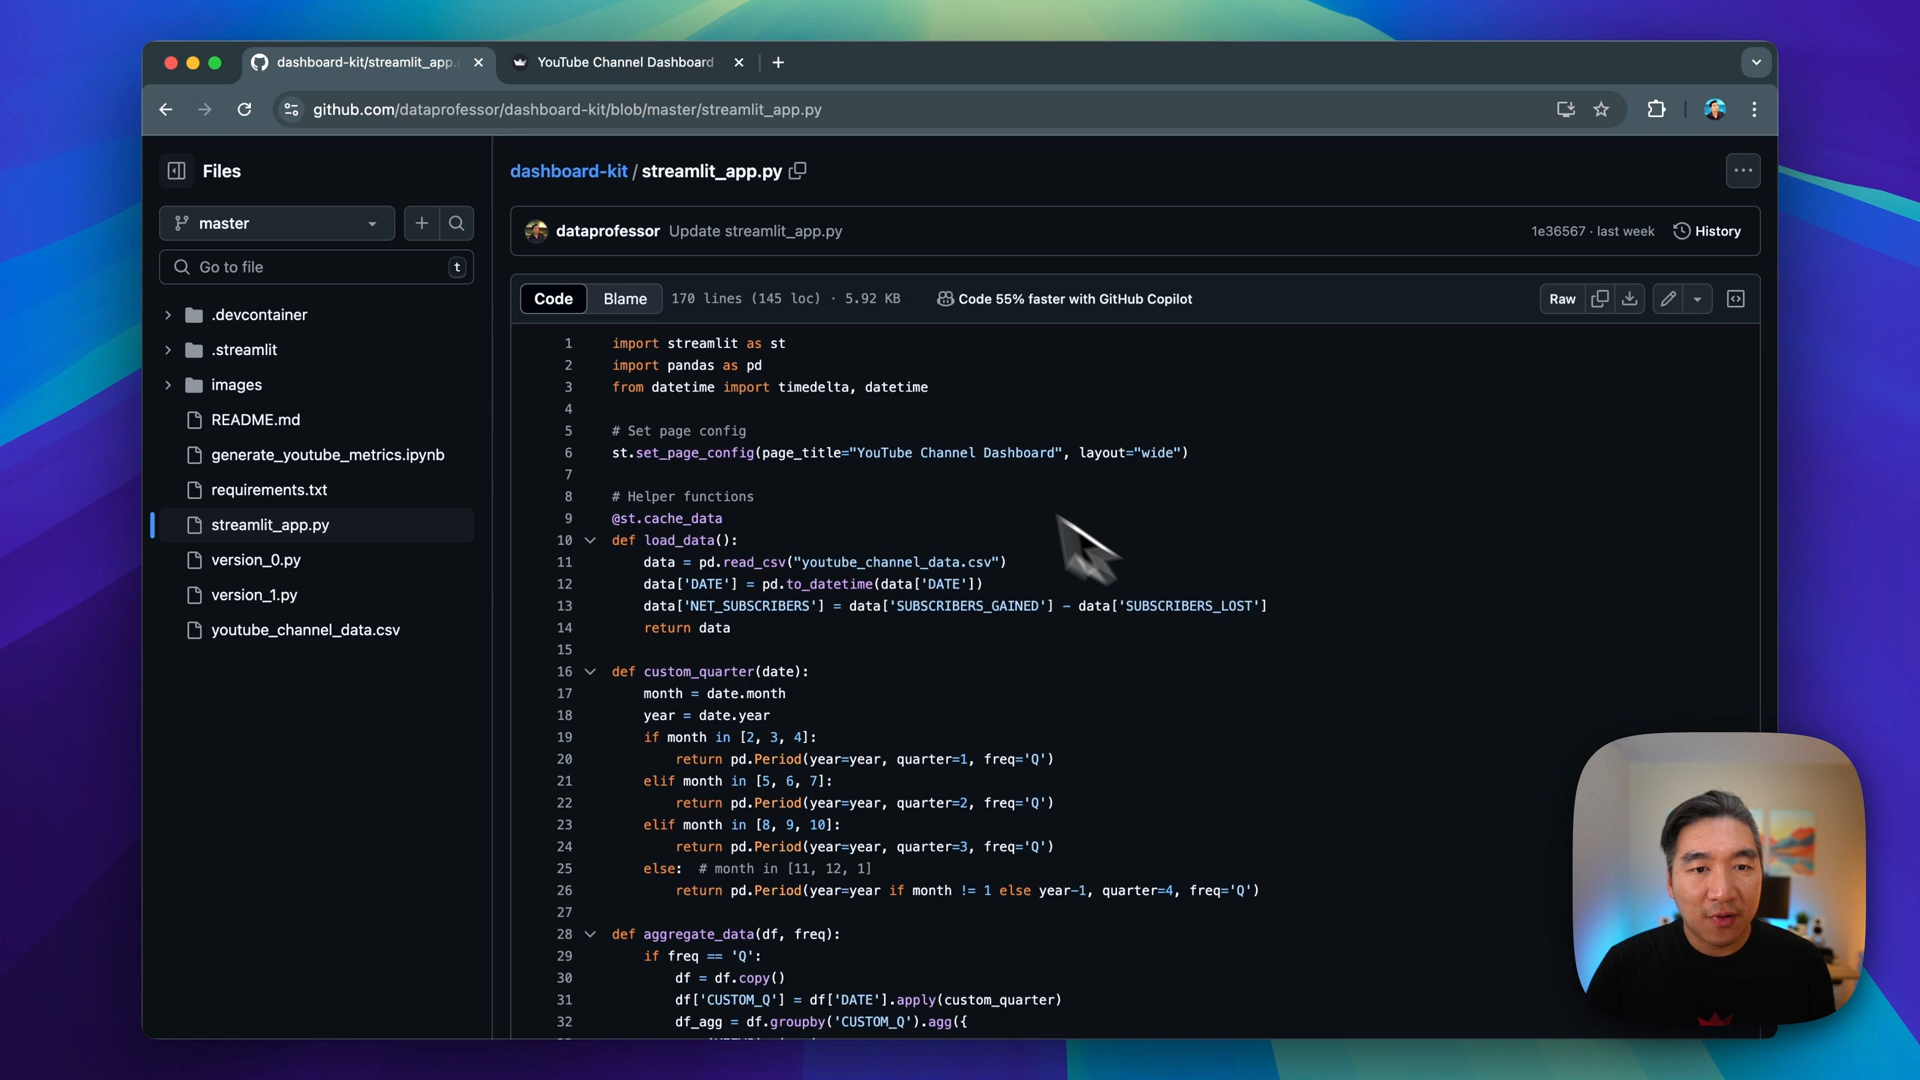 dashboard-kit/streamlit_app.
YouTube Channel Dashboard
github.com/dataprofessor/dashboard-kit/blob/master/streamlit_app.py
Files
master
Go to file
t
.devcontainer
.streamlit
images
README.md
generate_youtube_metrics.ipynb
requirements.txt
streamlit_app.py
version_0.py
version_1.py
youtube_channel_data.csv
dashboard-kit / streamlit_app.py
dataprofessor Update streamlit_app.py
1e36567 · last week
History
Code
Blame
170 lines (145 loc) · 5.92 KB
Code 55% faster with GitHub Copilot
Raw
1 import streamlit as st
2 import pandas as pd
3 from datetime import timedelta, datetime
4
5 # Set page config
6 st.set_page_config(page_title="YouTube Channel Dashboard", layout="wide")
7
8 # Helper functions
9 @st.cache_data
10 def load_data():
11 data = pd.read_csv("youtube_channel_data.csv")
12 data['DATE'] = pd.to_datetime(data['DATE'])
13 data['NET_SUBSCRIBERS'] = data['SUBSCRIBERS_GAINED'] - data['SUBSCRIBERS_LOST']
14 return data
15
16 def custom_quarter(date):
17 month = date.month
18 year = date.year
19 if month in [2, 3, 4]:
20 return pd.Period(year=year, quarter=1, freq='Q')
21 elif month in [5, 6, 7]:
22 return pd.Period(year=year, quarter=2, freq='Q')
23 elif month in [8, 9, 10]:
24 return pd.Period(year=year, quarter=3, freq='Q')
25 else: # month in [11, 12, 1]
26 return pd.Period(year=year if month != 1 else year-1, quarter=4, freq='Q')
27
28 def aggregate_data(df, freq):
29 if freq == 'Q':
30 df = df.copy()
31 df['CUSTOM_Q'] = df['DATE'].apply(custom_quarter)
32 df_agg = df.groupby('CUSTOM_Q').agg({